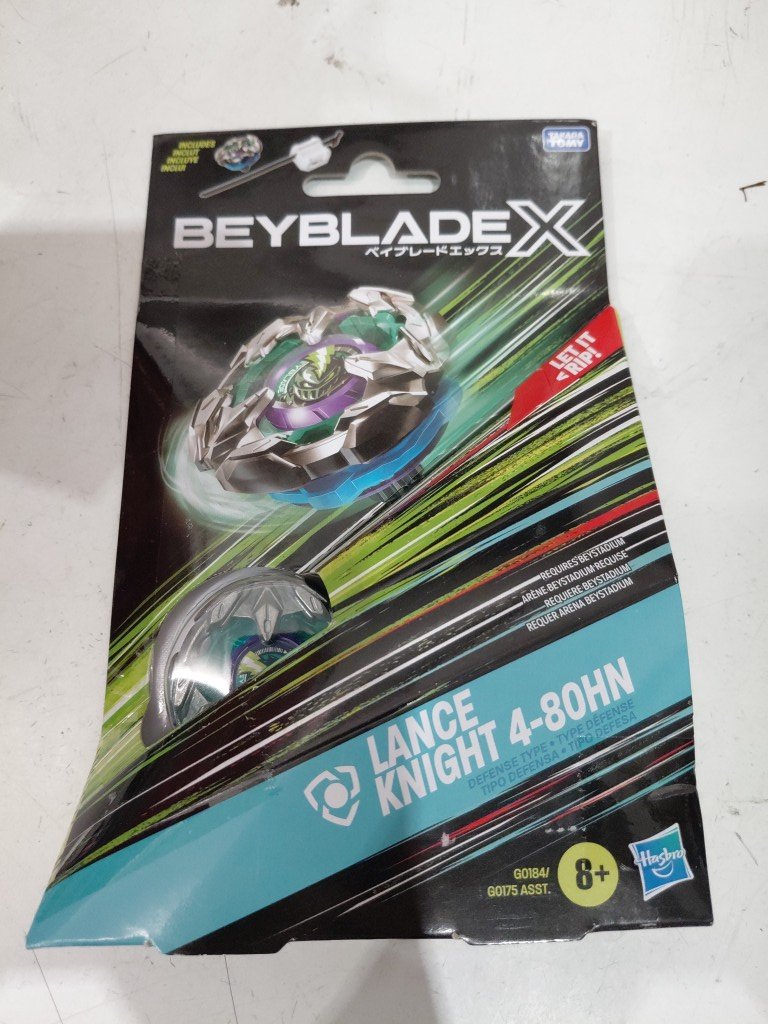 INCLUDES
INCLUT
INCLUYE
INCLUI
TAKARA
TOMY
BEYBLADE X
ベイブレードエックス
LET IT
RIP!
REQUIRES BEYSTADIUM
ARÈNE BEYSTADIUM REQUISE
REQUIERE BEYSTADIUM
REQUER ARENA BEYSTADIUM
LANCE
KNIGHT 4-80HN
DEFENSE TYPE • TYPE DÉFENSE
TIPO DEFENSA • TIPO DEFESA
G0184/
G0175 ASST.
8+
Hasbro